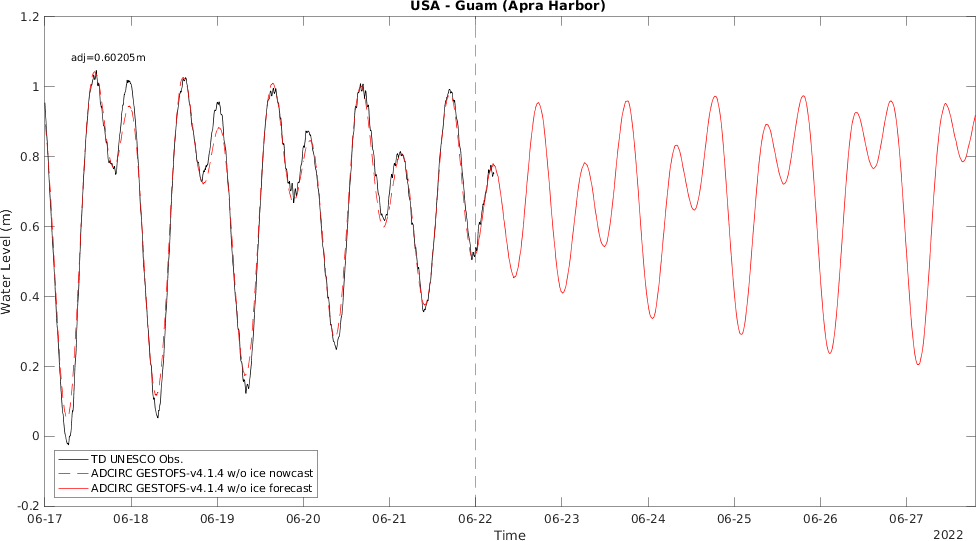 USA - Guam (Apra Harbor)
adj=0.60205m
1.2
1
0.8
0.6
0.4
0.2
0
-0.2
Water Level (m)
TD UNESCO Obs.
ADCIRC GESTOFS-v4.1.4 w/o ice nowcast
ADCIRC GESTOFS-v4.1.4 w/o ice forecast
06-17 06-18 06-19 06-20 06-21 06-22 06-23 06-24 06-25 06-26 06-27
Time
2022